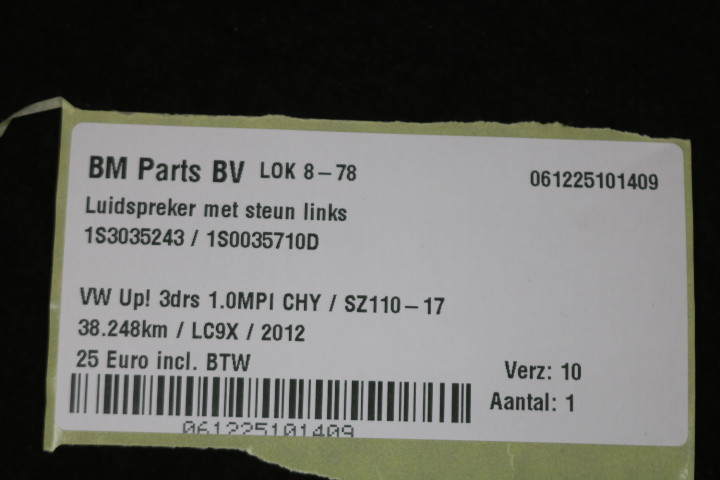 BM Parts BV LOK 8-78
061225101409
Luidspreker met steun links
1S3035243 / 1S0035710D
VW Up! 3drs 1.0MPI CHY / SZ110-17
38.248km / LC9X / 2012
25 Euro incl. BTW
Verz: 10
Aantal: 1
061225101409